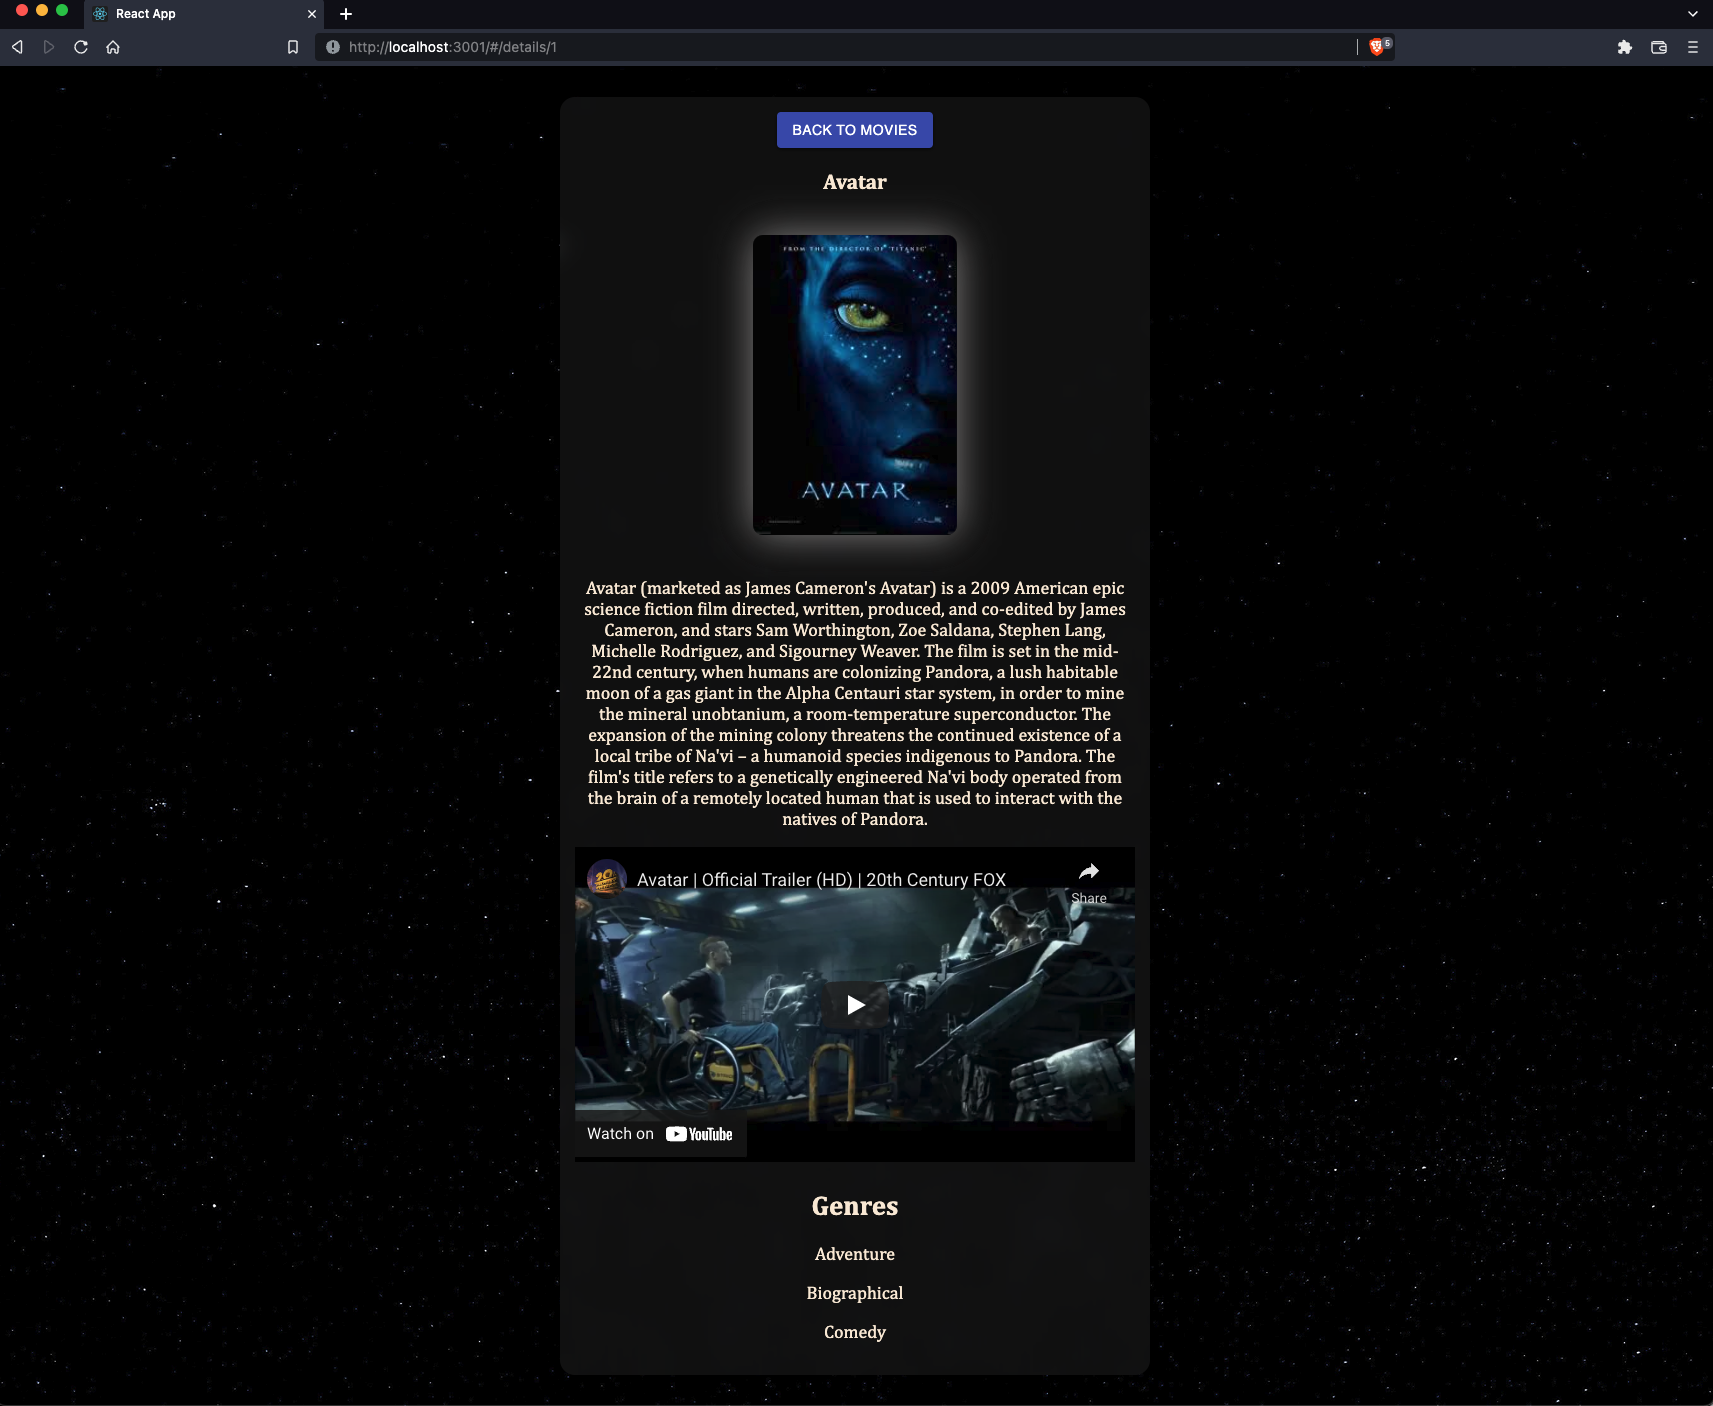 React App
http://localhost:3001/#/details/1
5
BACK TO MOVIES
Avatar
FROM THE DIRECTOR OF 'TITANIC'
AVATAR
Avatar (marketed as James Cameron's Avatar) is a 2009 American epic
science fiction film directed, written, produced, and co-edited by James
Cameron, and stars Sam Worthington, Zoe Saldana, Stephen Lang,
Michelle Rodriguez, and Sigourney Weaver. The film is set in the mid-
22nd century, when humans are colonizing Pandora, a lush habitable
moon of a gas giant in the Alpha Centauri star system, in order to mine
the mineral unobtanium, a room-temperature superconductor. The
expansion of the mining colony threatens the continued existence of a
local tribe of Na'vi – a humanoid species indigenous to Pandora. The
film's title refers to a genetically engineered Na'vi body operated from
the brain of a remotely located human that is used to interact with the
natives of Pandora.
Avatar | Official Trailer (HD) | 20th Century FOX
Share
Watch on YouTube
Genres
Adventure
Biographical
Comedy